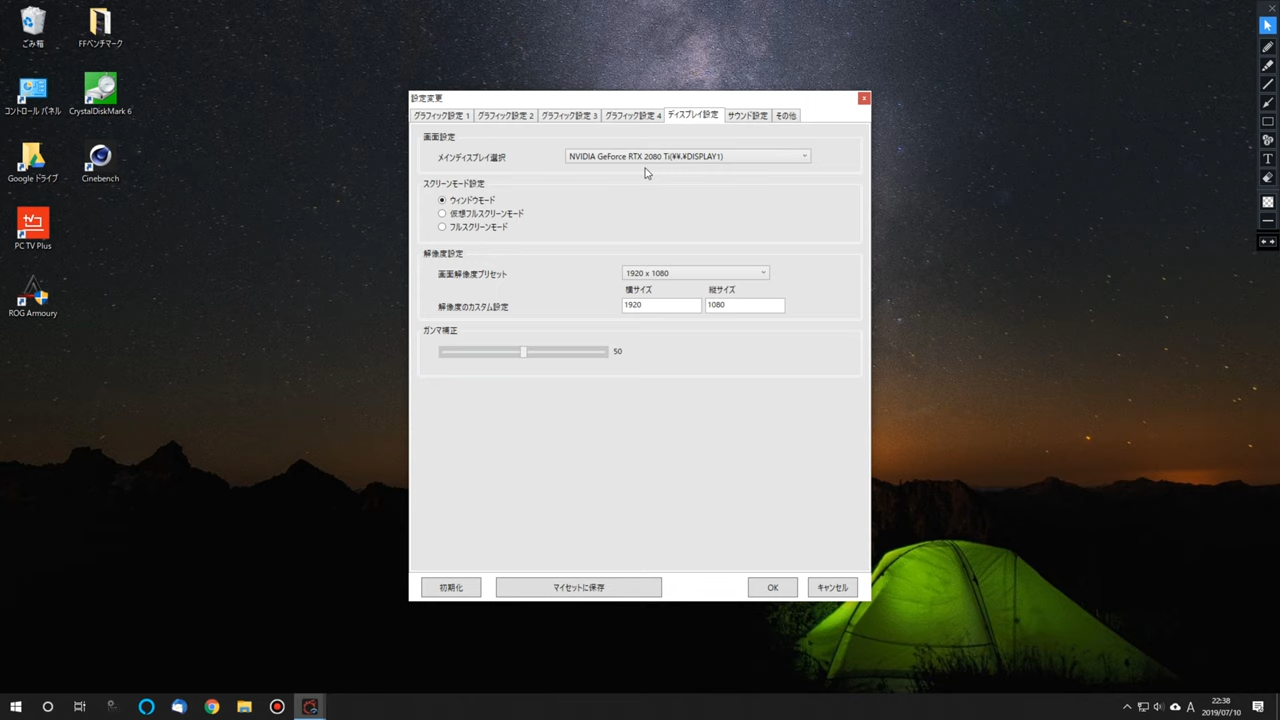 ごみ箱
FFベンチマーク
コントロール パネル
CrystalDiskMark 6
Google ドライブ
Cinebench
PC TV Plus
ROG Armoury
設定変更
グラフィック設定 1
グラフィック設定 2
グラフィック設定 3
グラフィック設定 4
ディスプレイ設定
サウンド設定
その他
画面設定
メインディスプレイ選択
NVIDIA GeForce RTX 2080 Ti(¥¥.¥DISPLAY1)
スクリーンモード設定
ウィンドウモード
仮想フルスクリーンモード
フルスクリーンモード
解像度設定
画面解像度プリセット
1920 x 1080
横サイズ
縦サイズ
解像度のカスタム設定
1920
1080
ガンマ補正
50
初期化
マイセットに保存
OK
キャンセル
A
22:38
2019/07/10